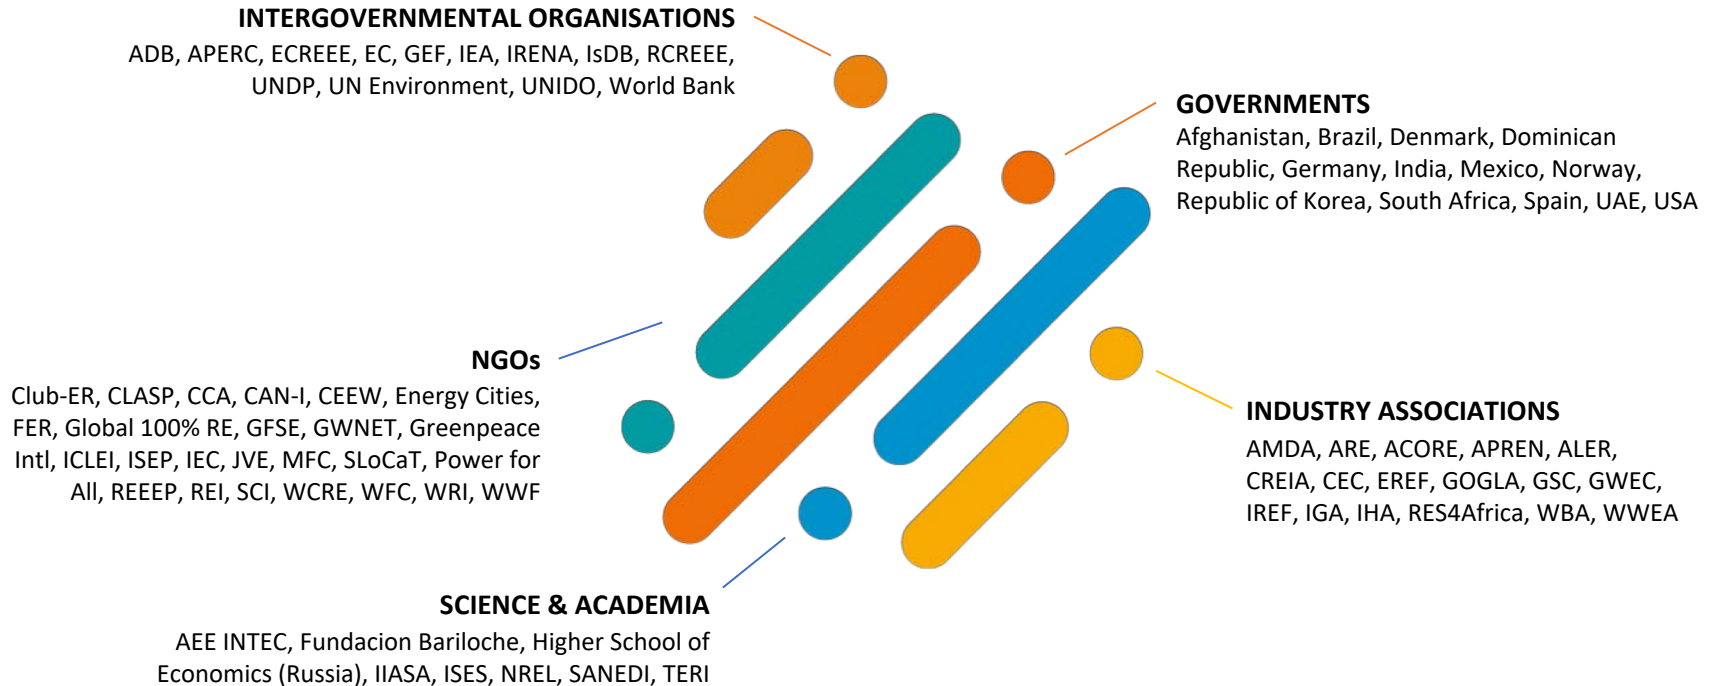 INTERGOVERNMENTAL ORGANISATIONS
ADB, APERC, ECREEE, EC, GEF, IEA, IRENA, IsDB, RCREEE,
UNDP, UN Environment, UNIDO, World Bank
GOVERNMENTS
Afghanistan, Brazil, Denmark, Dominican
Republic, Germany, India, Mexico, Norway,
Republic of Korea, South Africa, Spain, UAE, USA
NGOs
Club-ER, CLASP, CCA, CAN-I, CEEW, Energy Cities,
FER, Global 100% RE, GFSE, GWNET, Greenpeace
Intl, ICLEI, ISEP, IEC, JVE, MFC, SLoCaT, Power for
All, REEEP, REI, SCI, WCRE, WFC, WRI, WWF
INDUSTRY ASSOCIATIONS
AMDA, ARE, ACORE, APREN, ALER,
CREIA, CEC, EREF, GOGLA, GSC, GWEC,
IREF, IGA, IHA, RES4Africa, WBA, WWEA
SCIENCE & ACADEMIA
AEE INTEC, Fundacion Bariloche, Higher School of
Economics (Russia), IIASA, ISES, NREL, SANEDI, TERI